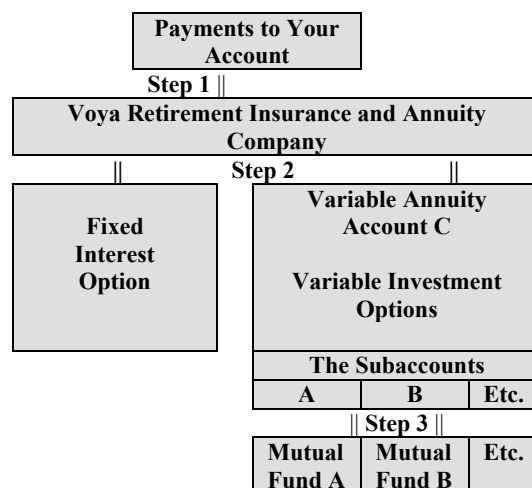 Payments to Your
Account
Step 1 ||
Voya Retirement Insurance and Annuity
Company
|| Step 2 ||
Fixed
Interest
Option
Variable Annuity
Account C
Variable Investment
Options
The Subaccounts
A B Etc.
|| Step 3 ||
Mutual
Fund A
Mutual
Fund B
Etc.